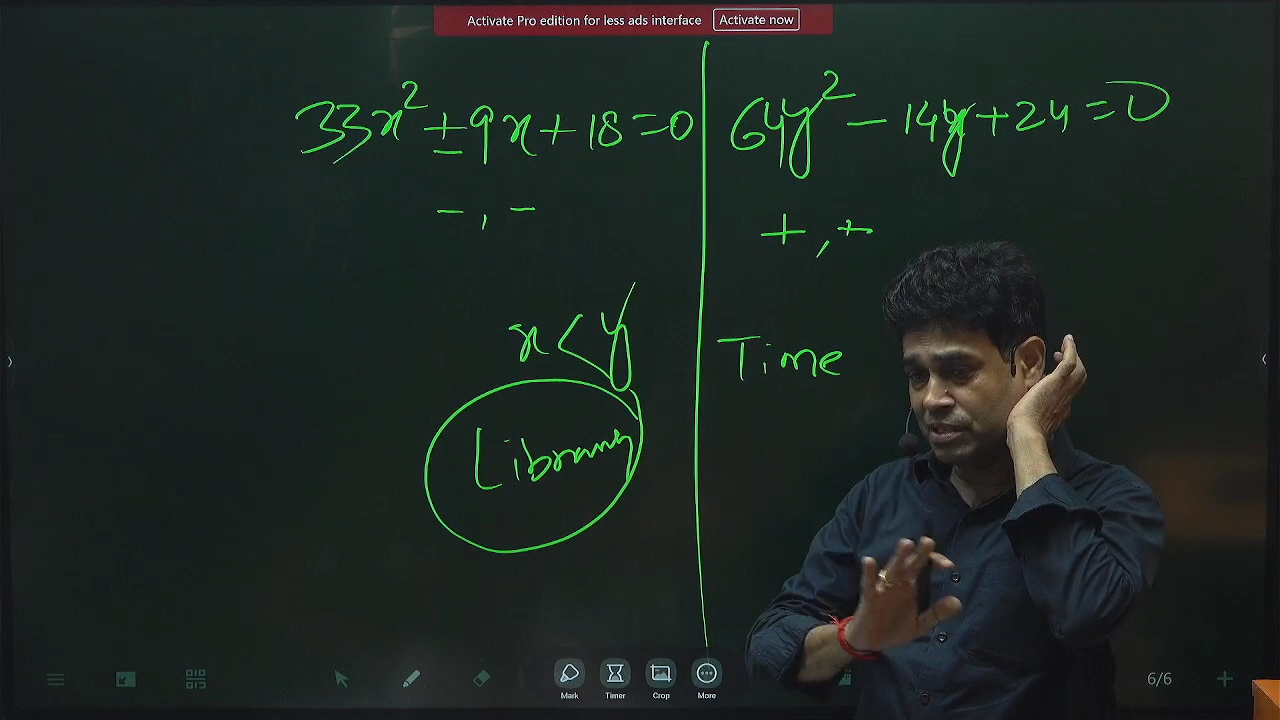 Activate Pro edition for less ads interface Activate now
33x² ± 9x + 18 = 0
-, -
x < y
Library
64y² - 14y + 24 = 0
+, +
Time
Mark Timer Crop More
6/6